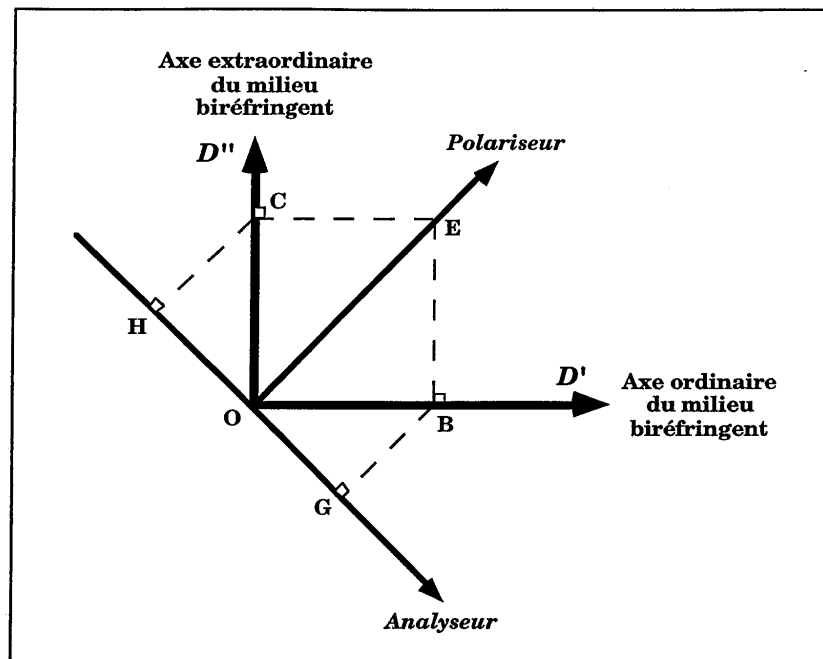 Axe extraordinaire
du milieu
biréfringent
D''
Polariseur
C
E
H
D'
Axe ordinaire
du milieu
biréfringent
O
B
G
Analyseur